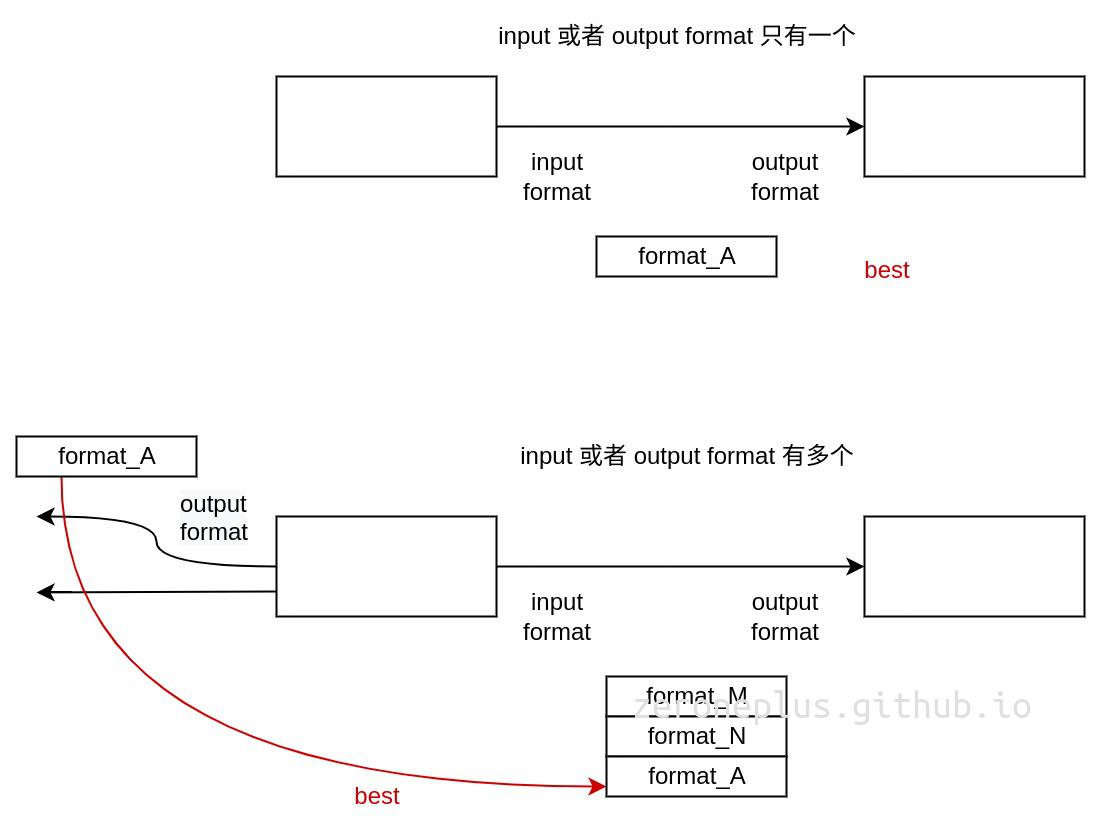 input 或者 output format 只有一个
input
format
output
format
format_A
best
format_A
input 或者 output format 有多个
output
format
input
format
output
format
format_M
zeroneplus.github.io
format_N
format_A
best